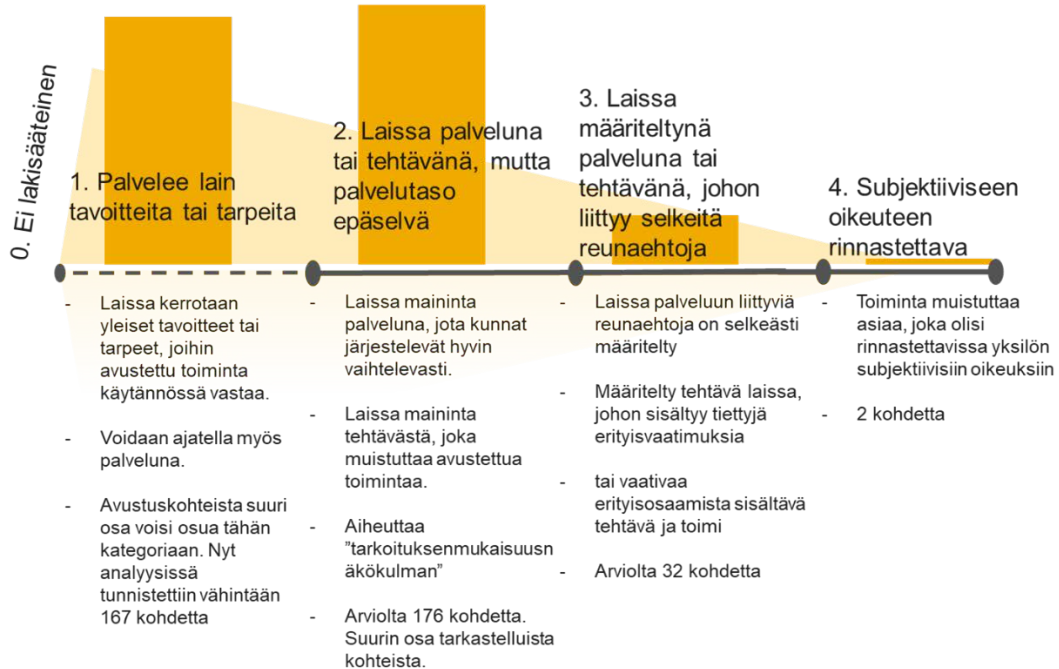 0. Ei lakisääteinen
1. Palvelee lain
tavoitteita tai tarpeita
- Laissa kerrotaan
yleiset tavoitteet tai
tarpeet, joihin
avustettu toiminta
käytännössä vastaa.
- Voidaan ajatella myös
palveluna.
- Avustuskohteista suuri
osa voisi osua tähän
kategoriaan. Nyt
analyysissä
tunnistettiin vähintään
167 kohdetta
2. Laissa palveluna
tai tehtävänä, mutta
palvelutaso
epäselvä
- Laissa maininta
palveluna, jota kunnat
järjestelevät hyvin
vaihtelevasti.
- Laissa maininta
tehtävästä, joka
muistuttaa avustettua
toimintaa.
- Aiheuttaa
"tarkoituksenmukaisuusn
äkökulman”
- Arviolta 176 kohdetta.
Suurin osa tarkastelluista
kohteista.
3. Laissa
määriteltynä
palveluna tai
tehtävänä, johon
liittyy selkeitä
reunaehtoja
- Laissa palveluun liittyviä
reunaehtoja on selkeästi
määritelty
- Määritelty tehtävä laissa,
johon sisältyy tiettyjä
erityisvaatimuksia
- tai vaativaa
erityisosaamista sisältävä
tehtävä ja toimi
- Arviolta 32 kohdetta
4. Subjektiiviseen
oikeuteen
rinnastettava
- Toiminta muistuttaa
asiaa, joka olisi
rinnastettavissa yksilön
subjektiivisiin oikeuksiin
- 2 kohdetta